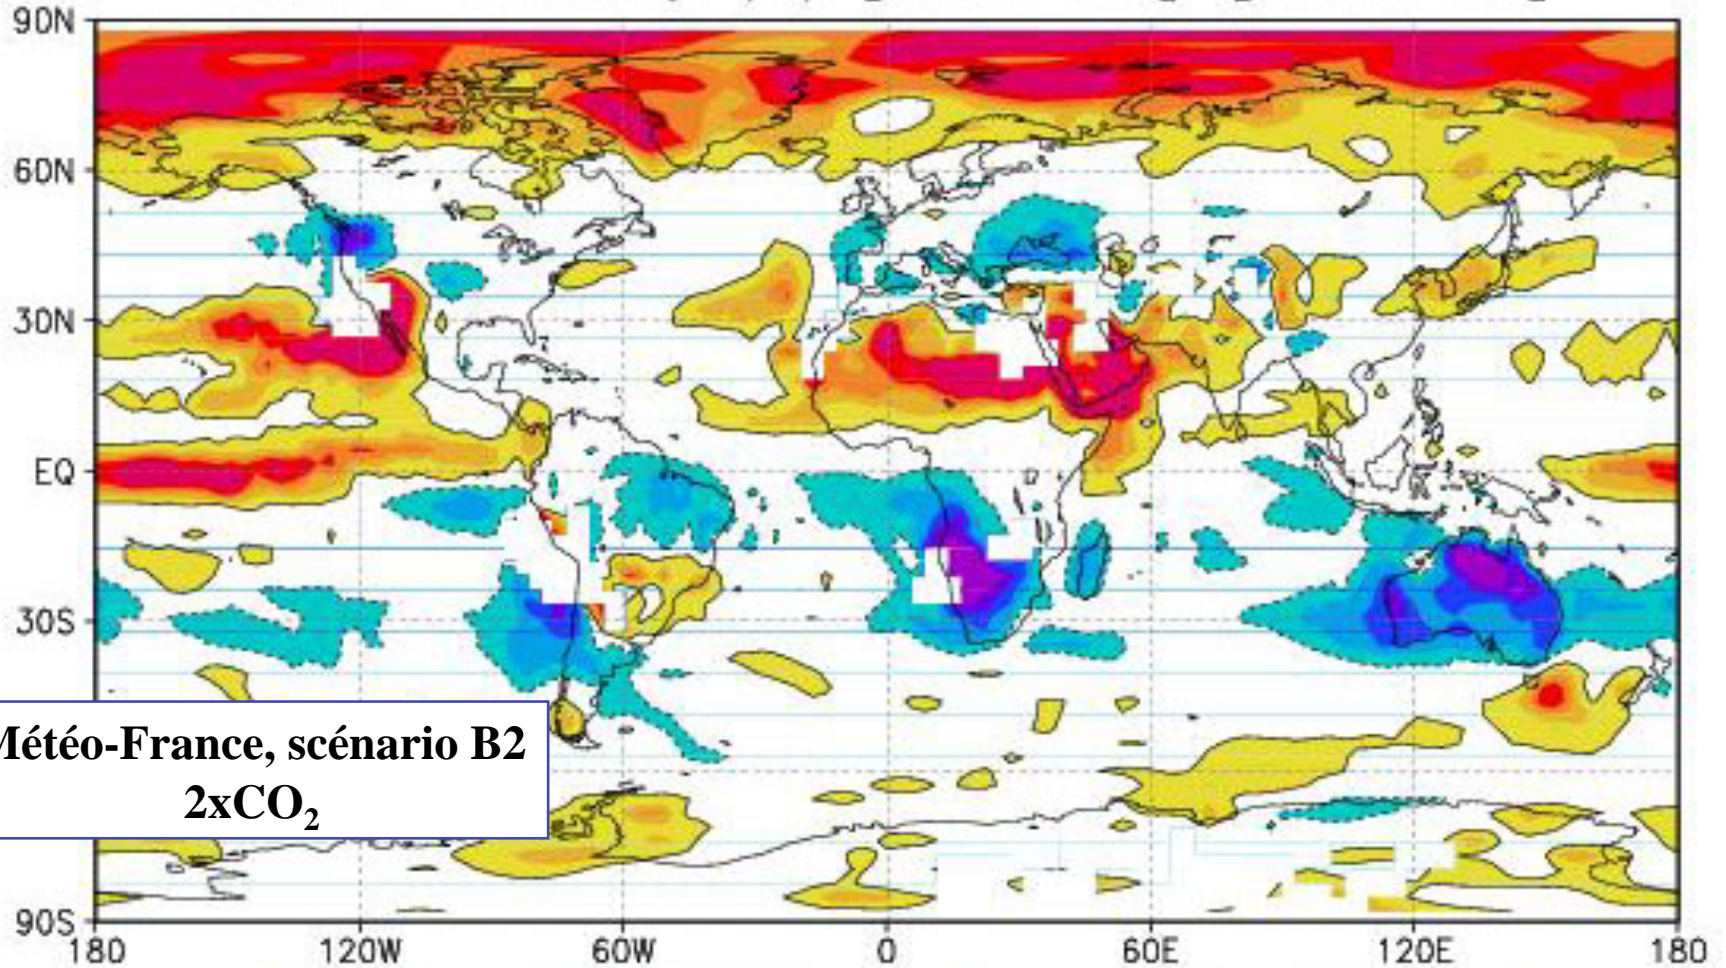 90N
60N
30N
EQ
30S
90S
Météo-France, scénario B2
2xCO₂
180 120W 60W 0 60E 120E 180